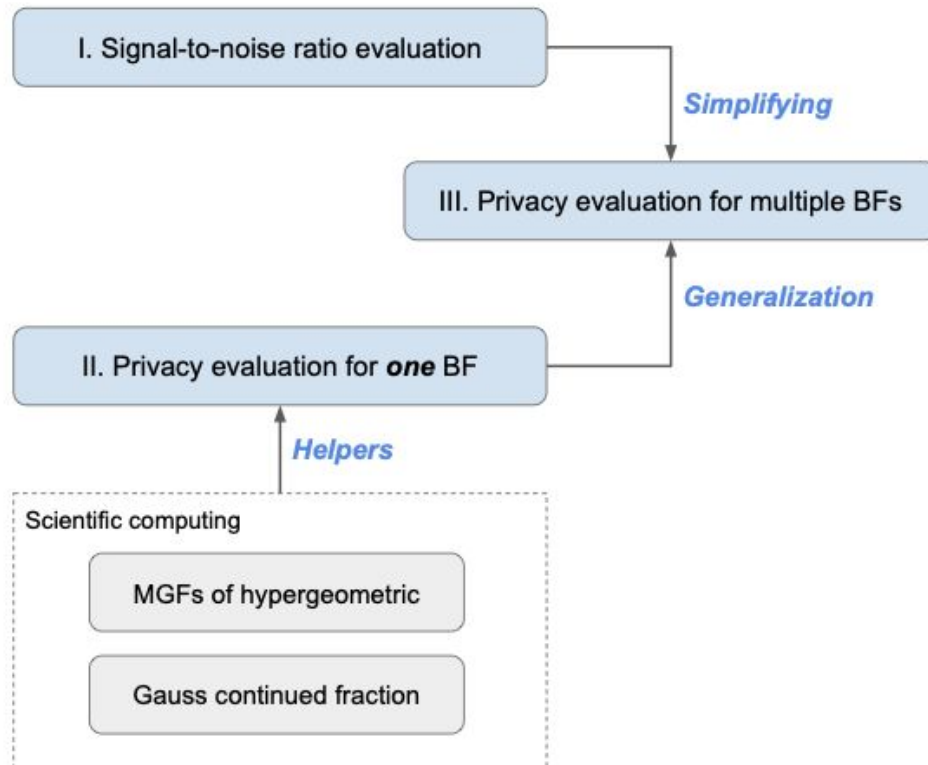 I. Signal-to-noise ratio evaluation
Simplifying
III. Privacy evaluation for multiple BFs
Generalization
II. Privacy evaluation for one BF
Helpers
Scientific computing
MGFs of hypergeometric
Gauss continued fraction